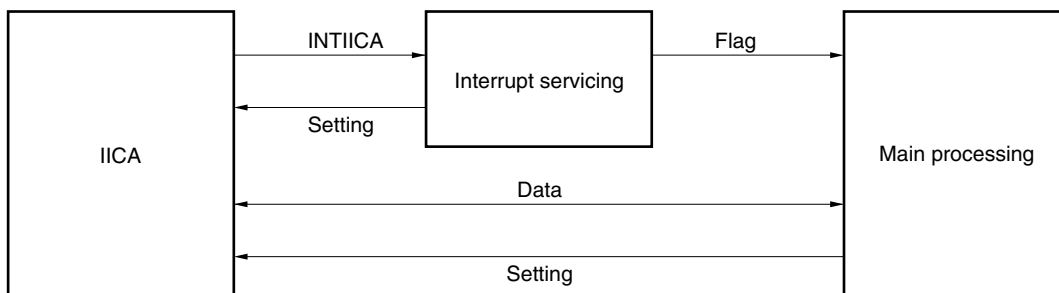 INTIICA
Flag
Interrupt servicing
Setting
IICA
Main processing
Data
Setting